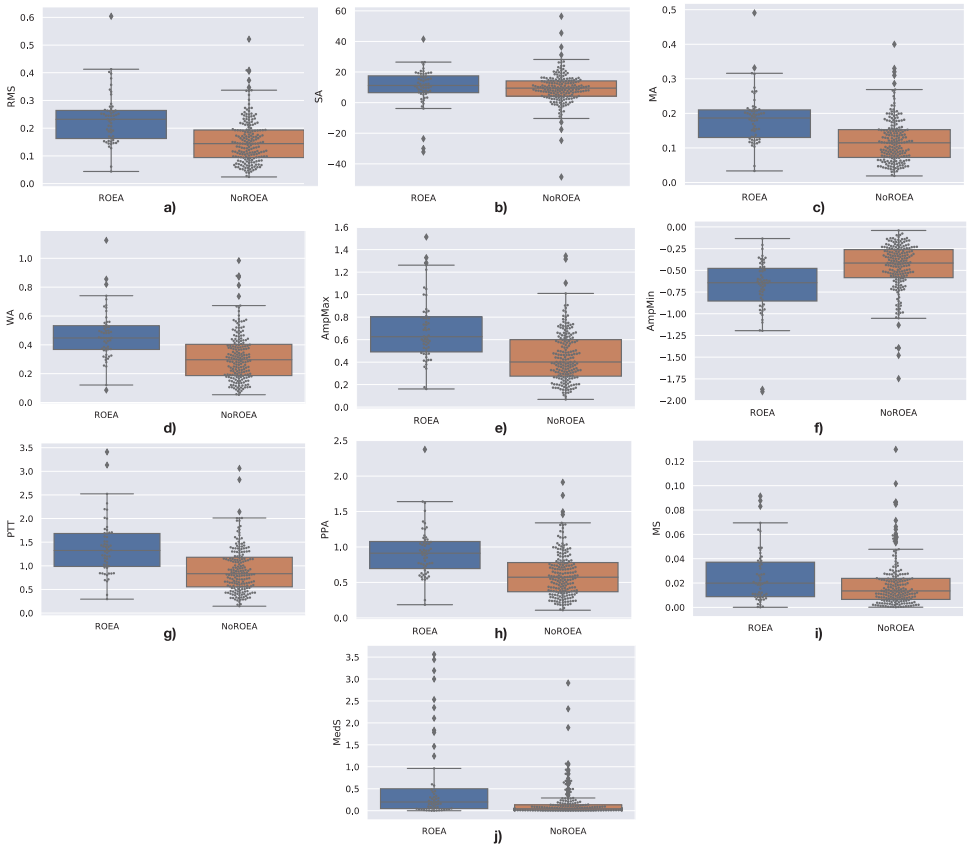 0.6
0.5
0.4
0.3
0.2
0.1
0.0
RMS
ROEA
NoROEA
a)
60
40
20
0
−20
−40
SA
ROEA
NoROEA
b)
0.5
0.4
0.3
0.2
0.1
0.0
MA
ROEA
NoROEA
c)
1.0
0.8
0.6
0.4
0.2
0.0
WA
ROEA
NoROEA
d)
1.6
1.4
1.2
1.0
0.8
0.6
0.4
0.2
0.0
AmpMax
ROEA
NoROEA
e)
0.00
−0.25
−0.50
−0.75
−1.00
−1.25
−1.50
−1.75
−2.00
AmpMin
ROEA
NoROEA
f)
3.5
3.0
2.5
2.0
1.5
1.0
0.5
0.0
PTT
ROEA
NoROEA
g)
2.5
2.0
1.5
1.0
0.5
0.0
PPA
ROEA
NoROEA
h)
0.12
0.10
0.08
0.06
0.04
0.02
0.00
MS
ROEA
NoROEA
i)
3.5
3.0
2.5
2.0
1.5
1.0
0.5
0.0
MedS
ROEA
NoROEA
j)